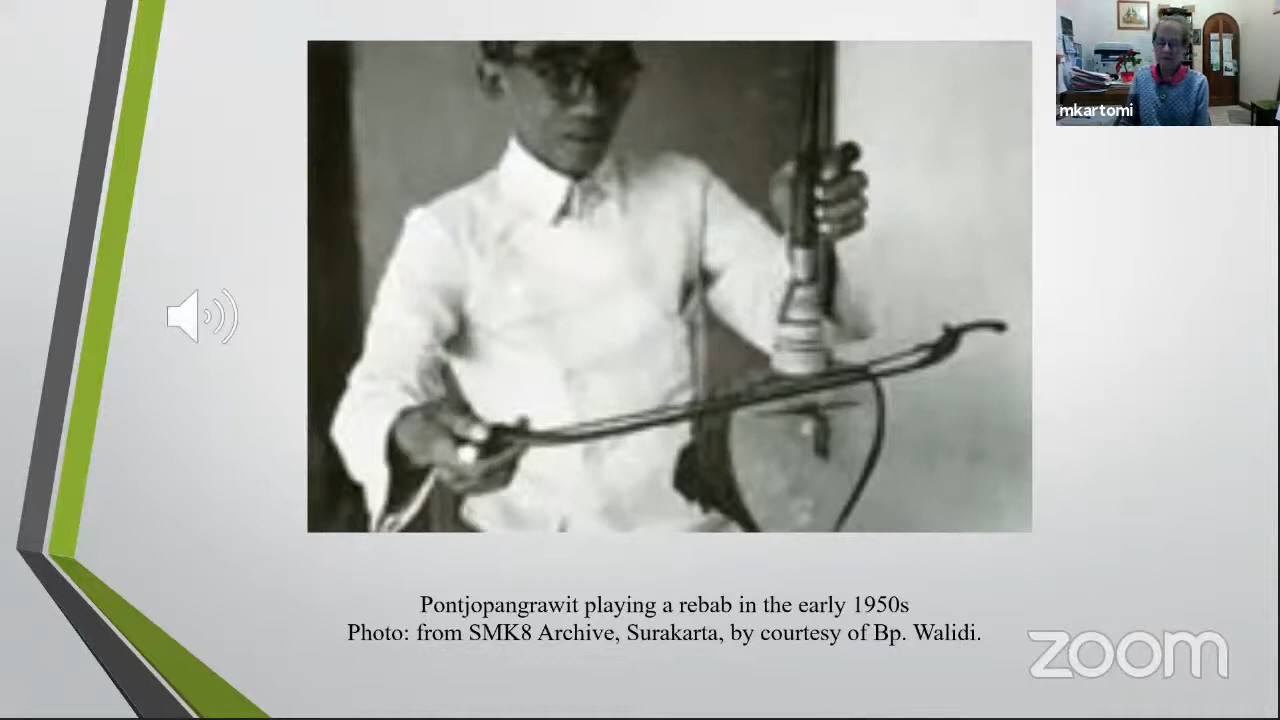 mkartomi
Pontjopangrawit playing a rebab in the early 1950s
Photo: from SMK8 Archive, Surakarta, by courtesy of Bp. Walidi.
zoom